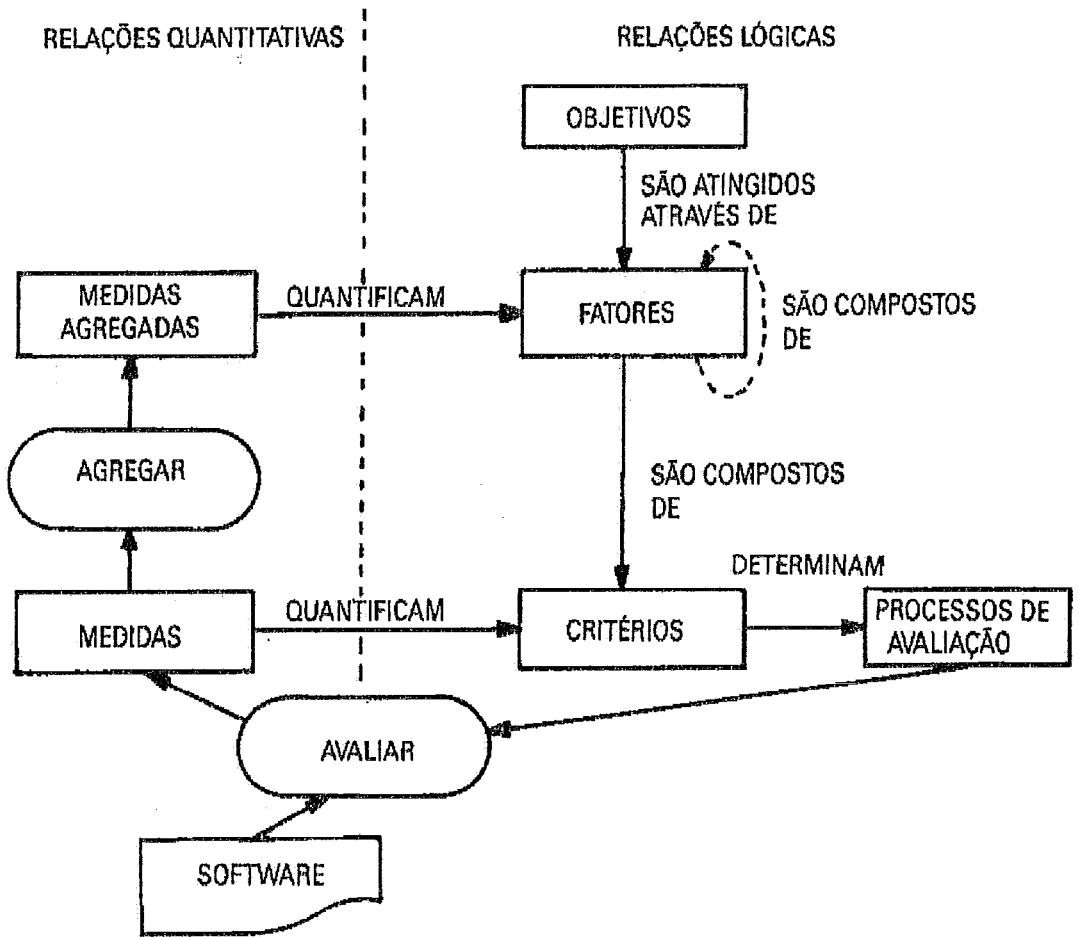 RELAÇÕES QUANTITATIVAS
RELAÇÕES LÓGICAS
OBJETIVOS
SÃO ATINGIDOS
ATRAVÉS DE
MEDIDAS
AGREGADAS
QUANTIFICAM
FATORES
SÃO COMPOSTOS
DE
AGREGAR
SÃO COMPOSTOS
DE
DETERMINAM
MEDIDAS
QUANTIFICAM
CRITÉRIOS
PROCESSOS DE
AVALIAÇÃO
AVALIAR
SOFTWARE